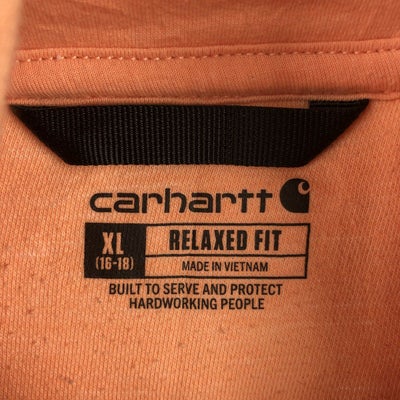 carhartt
XL
(16-18)
RELAXED FIT
MADE IN VIETNAM
BUILT TO SERVE AND PROTECT
HARDWORKING PEOPLE